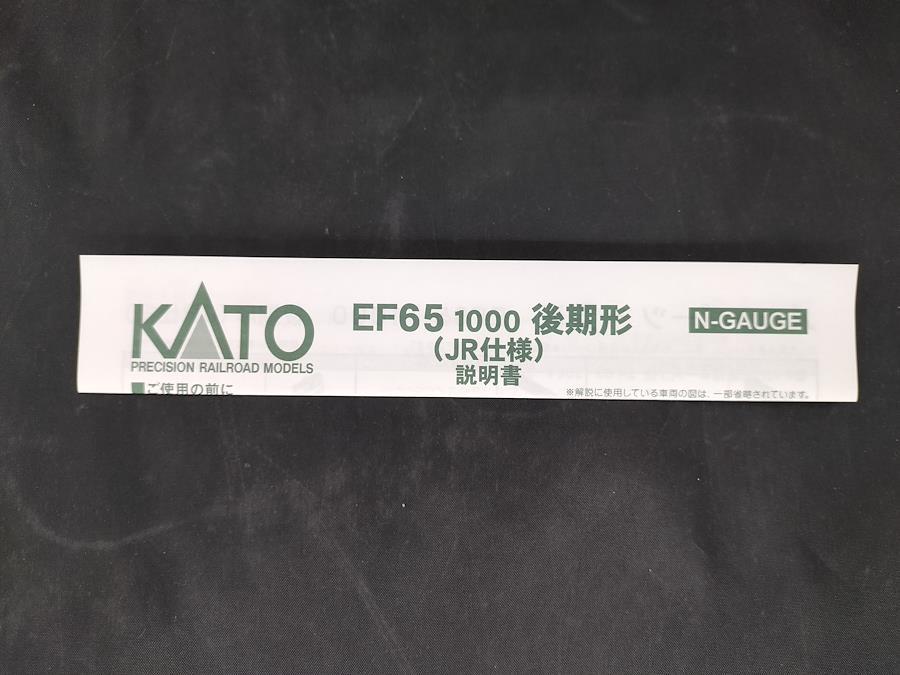 KATO
PRECISION RAILROAD MODELS
EF65 1000 後期形
(JR仕様)
説明書
N-GAUGE
■ご使用の前に
※解説に使用している車両の図は、一部省略されています。